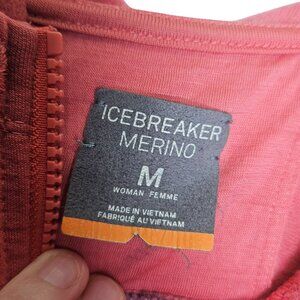 ICEBREAKER
MERINO
M
WOMAN FEMME
MADE IN VIETNAM
FABRIQUÉ AU VIETNAM